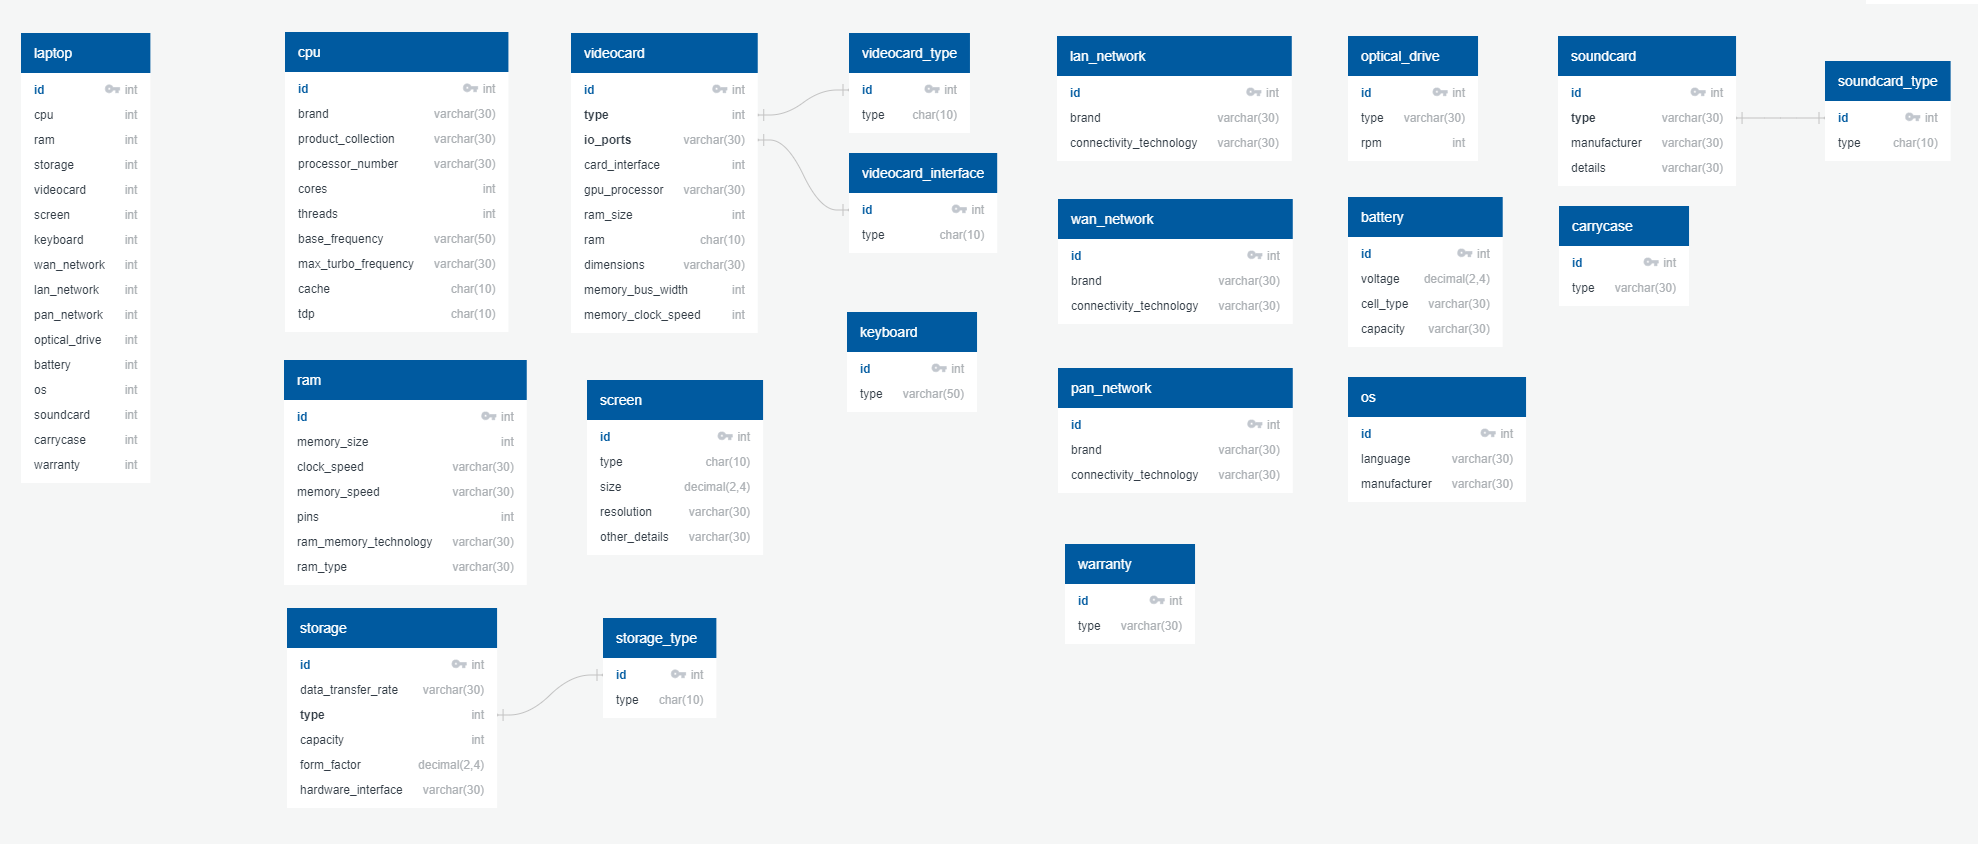 laptop
id int
cpu int
ram int
storage int
videocard int
screen int
keyboard int
wan_network int
lan_network int
pan_network int
optical_drive int
battery int
os int
soundcard int
carrycase int
warranty int
cpu
id int
brand varchar(30)
product_collection varchar(30)
processor_number varchar(30)
cores int
threads int
base_frequency varchar(50)
max_turbo_frequency varchar(30)
cache char(10)
tdp char(10)
ram
id int
memory_size int
clock_speed varchar(30)
memory_speed varchar(30)
pins int
ram_memory_technology varchar(30)
ram_type varchar(30)
storage
id int
data_transfer_rate varchar(30)
type int
capacity int
form_factor decimal(2,4)
hardware_interface varchar(30)
videocard
id int
type int
io_ports varchar(30)
card_interface int
gpu_processor varchar(30)
ram_size int
ram char(10)
dimensions varchar(30)
memory_bus_width int
memory_clock_speed int
screen
id int
type char(10)
size decimal(2,4)
resolution varchar(30)
other_details varchar(30)
storage_type
id int
type char(10)
videocard_type
id int
type char(10)
videocard_interface
id int
type char(10)
keyboard
id int
type varchar(50)
lan_network
id int
brand varchar(30)
connectivity_technology varchar(30)
wan_network
id int
brand varchar(30)
connectivity_technology varchar(30)
pan_network
id int
brand varchar(30)
connectivity_technology varchar(30)
warranty
id int
type varchar(30)
optical_drive
id int
type varchar(30)
rpm int
battery
id int
voltage decimal(2,4)
cell_type varchar(30)
capacity varchar(30)
os
id int
language varchar(30)
manufacturer varchar(30)
soundcard
id int
type varchar(30)
manufacturer varchar(30)
details varchar(30)
carrycase
id int
type varchar(30)
soundcard_type
id int
type char(10)